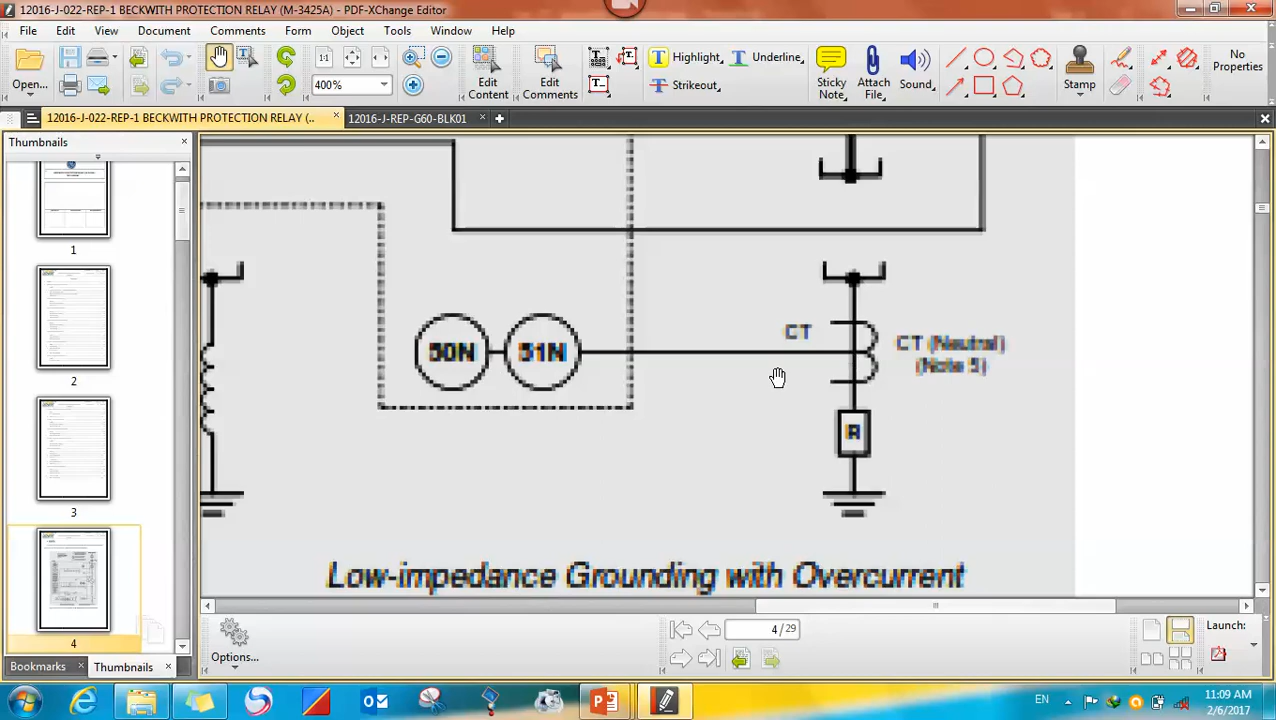 12016-J-022-REP-1 BECKWITH PROTECTION RELAY (M-3425A) - PDF-XChange Editor
File Edit View Document Comments Form Object Tools Window Help
Open... 1:1 400% Edit Content Edit Comments Highlight Strikeout Underline Sticky Note Attach File Sound Stamp No Properties
12016-J-022-REP-1 BECKWITH PROTECTION RELAY (.. 12016-J-REP-G60-BLK01
Thumbnails
1
2
3
4
50N 51N CT CT (Neutral)
(Note 5)
R
Low-impedance Grounding with Overcurrent
Options...
4 / 29
Launch:
Bookmarks Thumbnails
EN
11:09 AM
2/6/2017